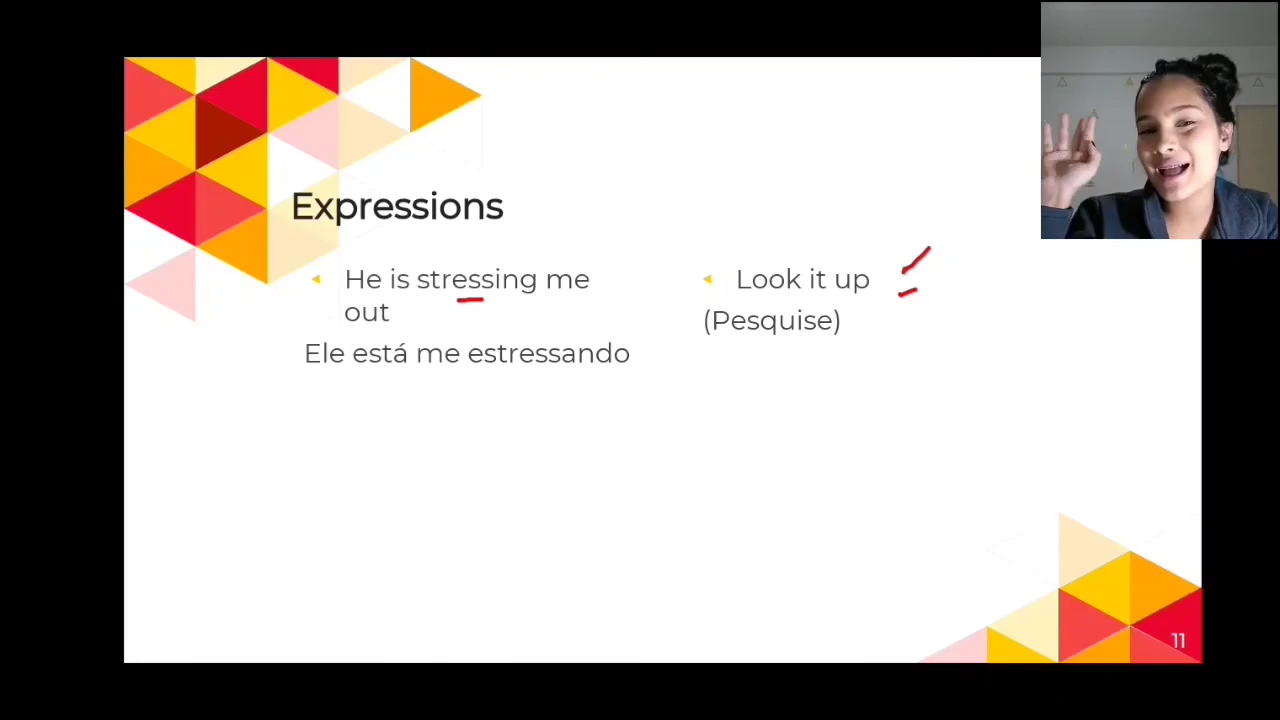 Expressions
He is stressing me
out
Ele está me estressando
Look it up
(Pesquise)
11